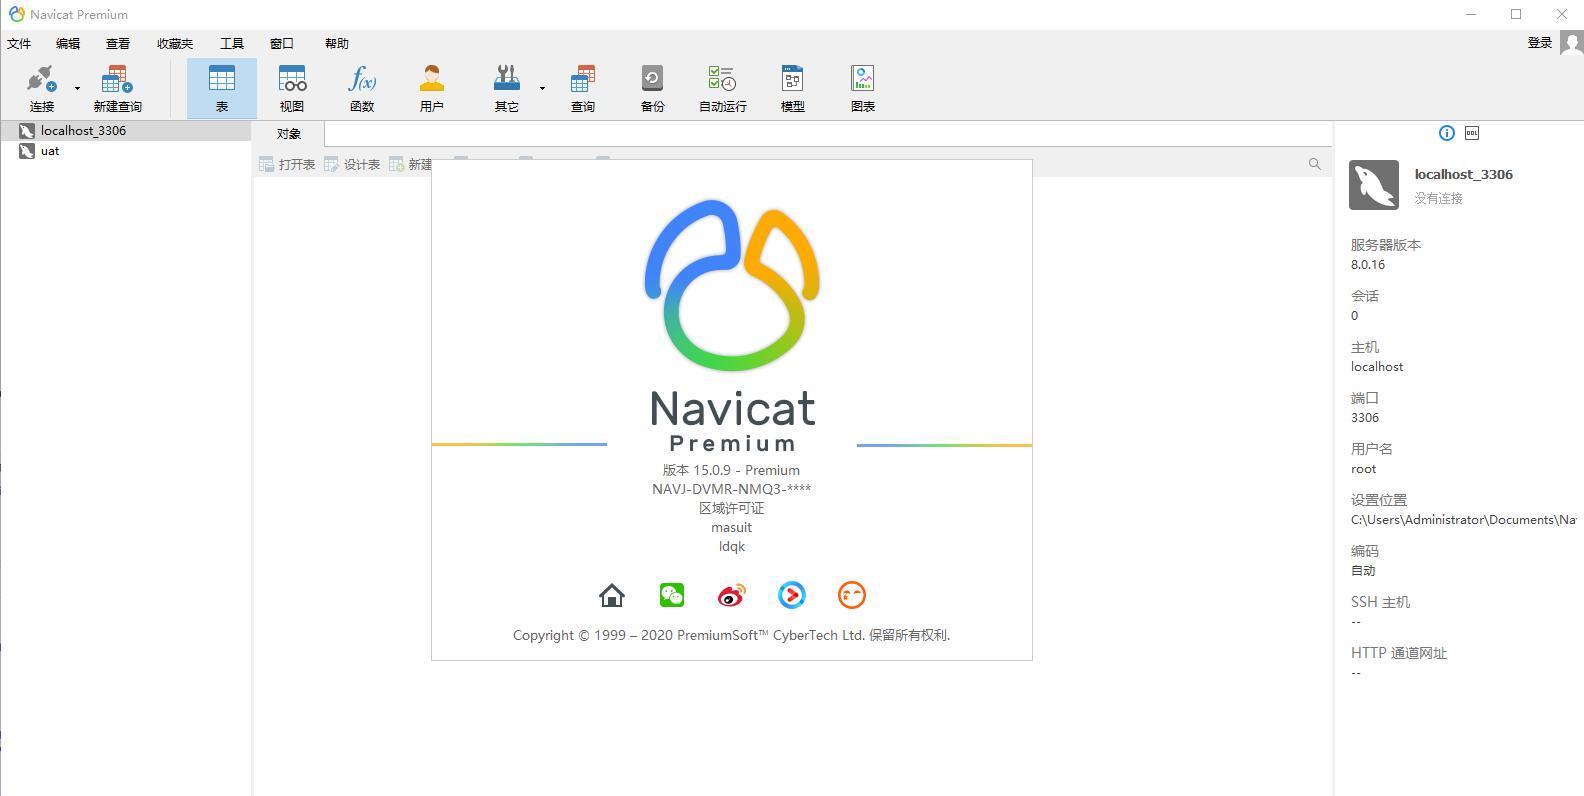 Navicat Premium
文件 编辑 查看 收藏夹 工具 窗口 帮助
登录
连接 新建查询 表 视图 函数 用户 其它 查询 备份 自动运行 模型 图表
f(x)
localhost_3306
uat
对象
打开表 设计表 新建
Navicat
Premium
版本 15.0.9 - Premium
NAVJ-DVMR-NMQ3-****
区域许可证
masuit
ldqk
Copyright © 1999 – 2020 PremiumSoft™ CyberTech Ltd. 保留所有权利.
DDL
localhost_3306
没有连接
服务器版本
8.0.16
会话
0
主机
localhost
端口
3306
用户名
root
设置位置
C:\Users\Administrator\Documents\Na
编码
自动
SSH 主机
--
HTTP 通道网址
--